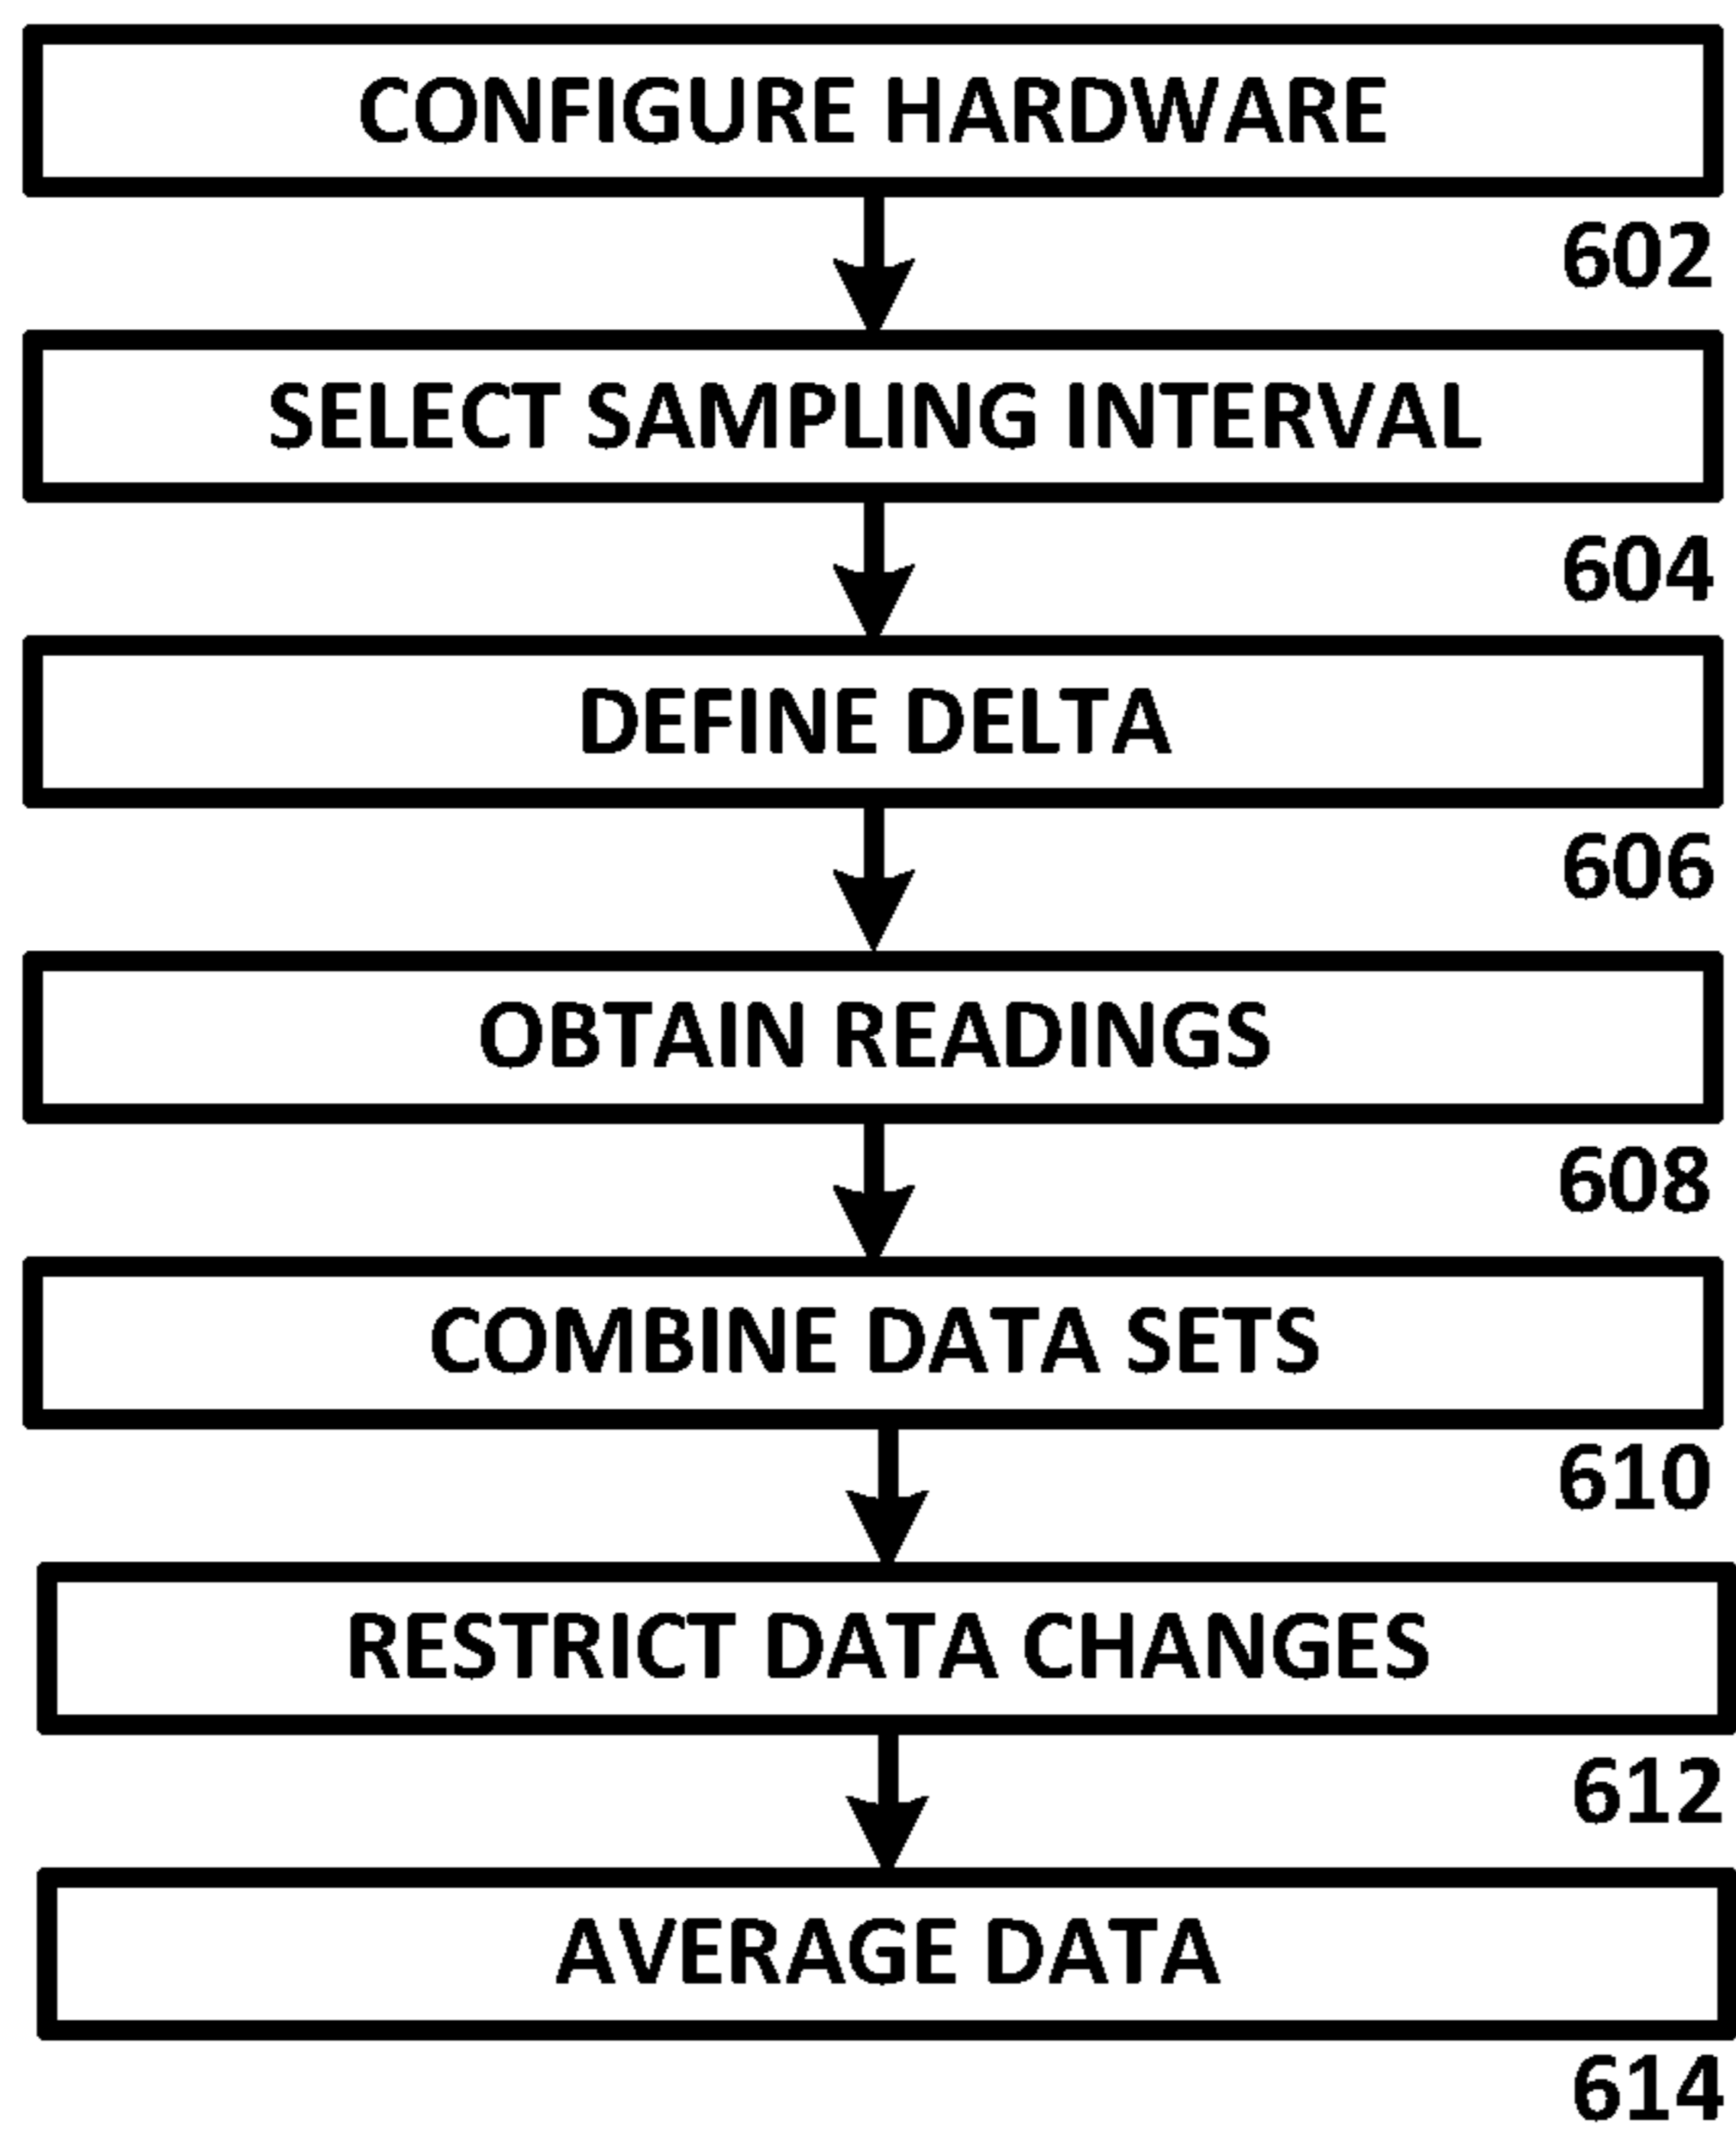 CONFIGURE HARDWARE
602
SELECT SAMPLING INTERVAL
604
DEFINE DELTA
606
OBTAIN READINGS
608
COMBINE DATA SETS
610
RESTRICT DATA CHANGES
612
AVERAGE DATA
614